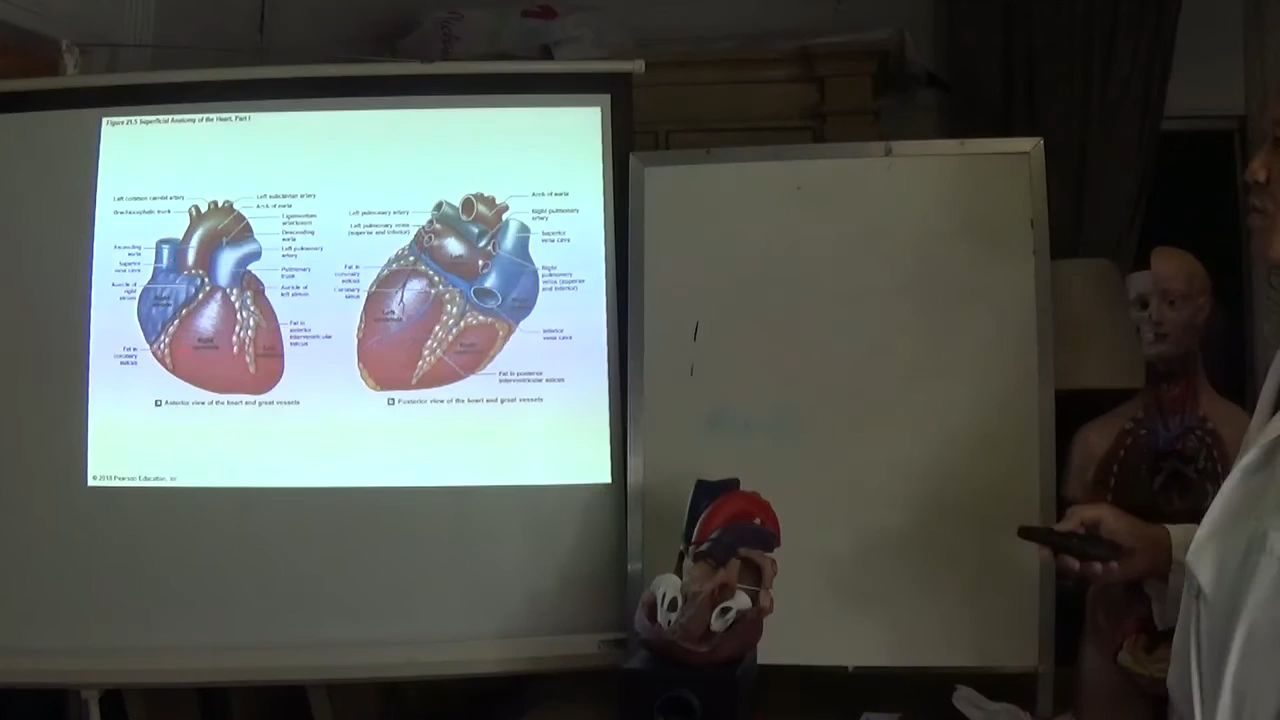 Figure 21.5 Superficial Anatomy of the Heart, Part I
Left common carotid artery
Brachiocephalic trunk
Ascending
aorta
Superior
vena cava
Auricle of
right
atrium
Fat in
coronary
sulcus
Left subclavian artery
Arch of aorta
Ligamentum
arteriosum
Descending
aorta
Left pulmonary
artery
Pulmonary
trunk
Auricle of
left atrium
Fat in
anterior
interventricular
sulcus
Right
ventricle
Left pulmonary artery
Left pulmonary veins
(superior and inferior)
Fat in
coronary
sulcus
Coronary
sinus
Left
ventricle
Arch of aorta
Right pulmonary
artery
Superior
vena cava
Right
pulmonary
veins (superior
and inferior)
Inferior
vena cava
Fat in posterior
interventricular sulcus
a Anterior view of the heart and great vessels
b Posterior view of the heart and great vessels
© 2018 Pearson Education, Inc.